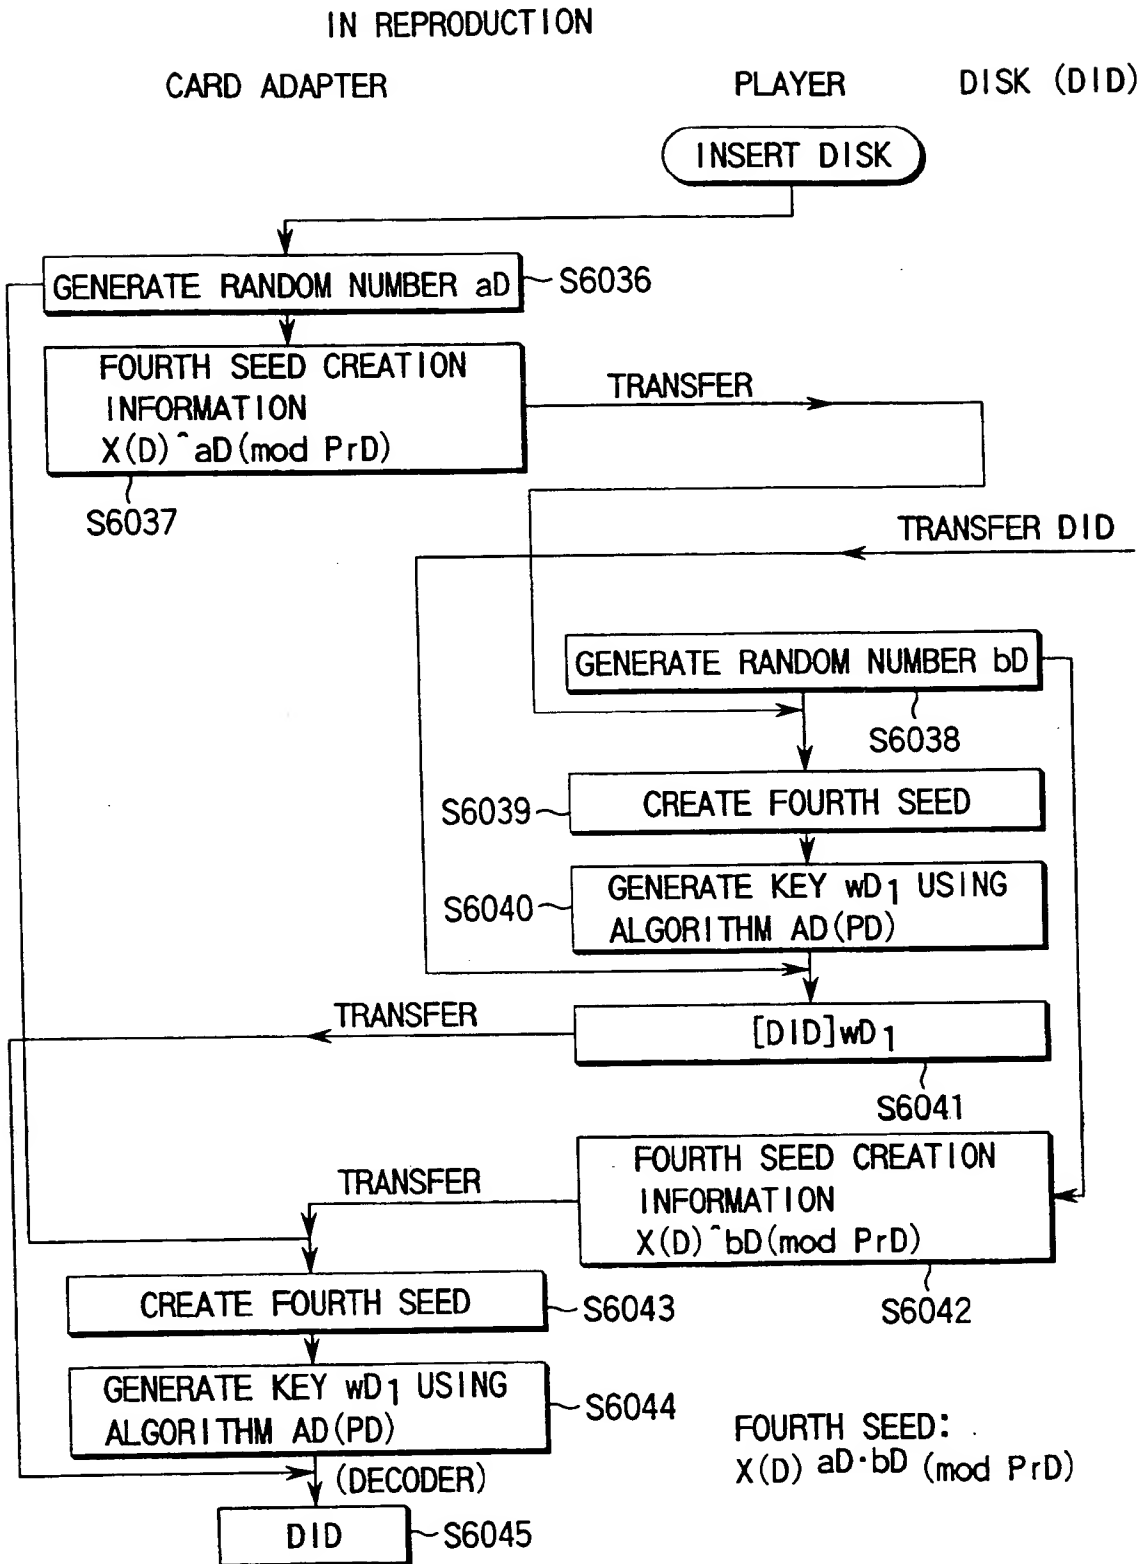 IN REPRODUCTION
CARD ADAPTER
PLAYER
DISK (DID)
INSERT DISK
GENERATE RANDOM NUMBER aD
S6036
FOURTH SEED CREATION
INFORMATION
X(D)^aD(mod PrD)
S6037
TRANSFER
TRANSFER DID
GENERATE RANDOM NUMBER bD
S6038
S6039
CREATE FOURTH SEED
S6040
GENERATE KEY wD1 USING
ALGORITHM AD(PD)
TRANSFER
[DID]wD1
S6041
TRANSFER
FOURTH SEED CREATION
INFORMATION
X(D)^bD(mod PrD)
S6042
CREATE FOURTH SEED
S6043
GENERATE KEY wD1 USING
ALGORITHM AD(PD)
S6044
(DECODER)
DID
S6045
FOURTH SEED:
X(D) aD·bD (mod PrD)